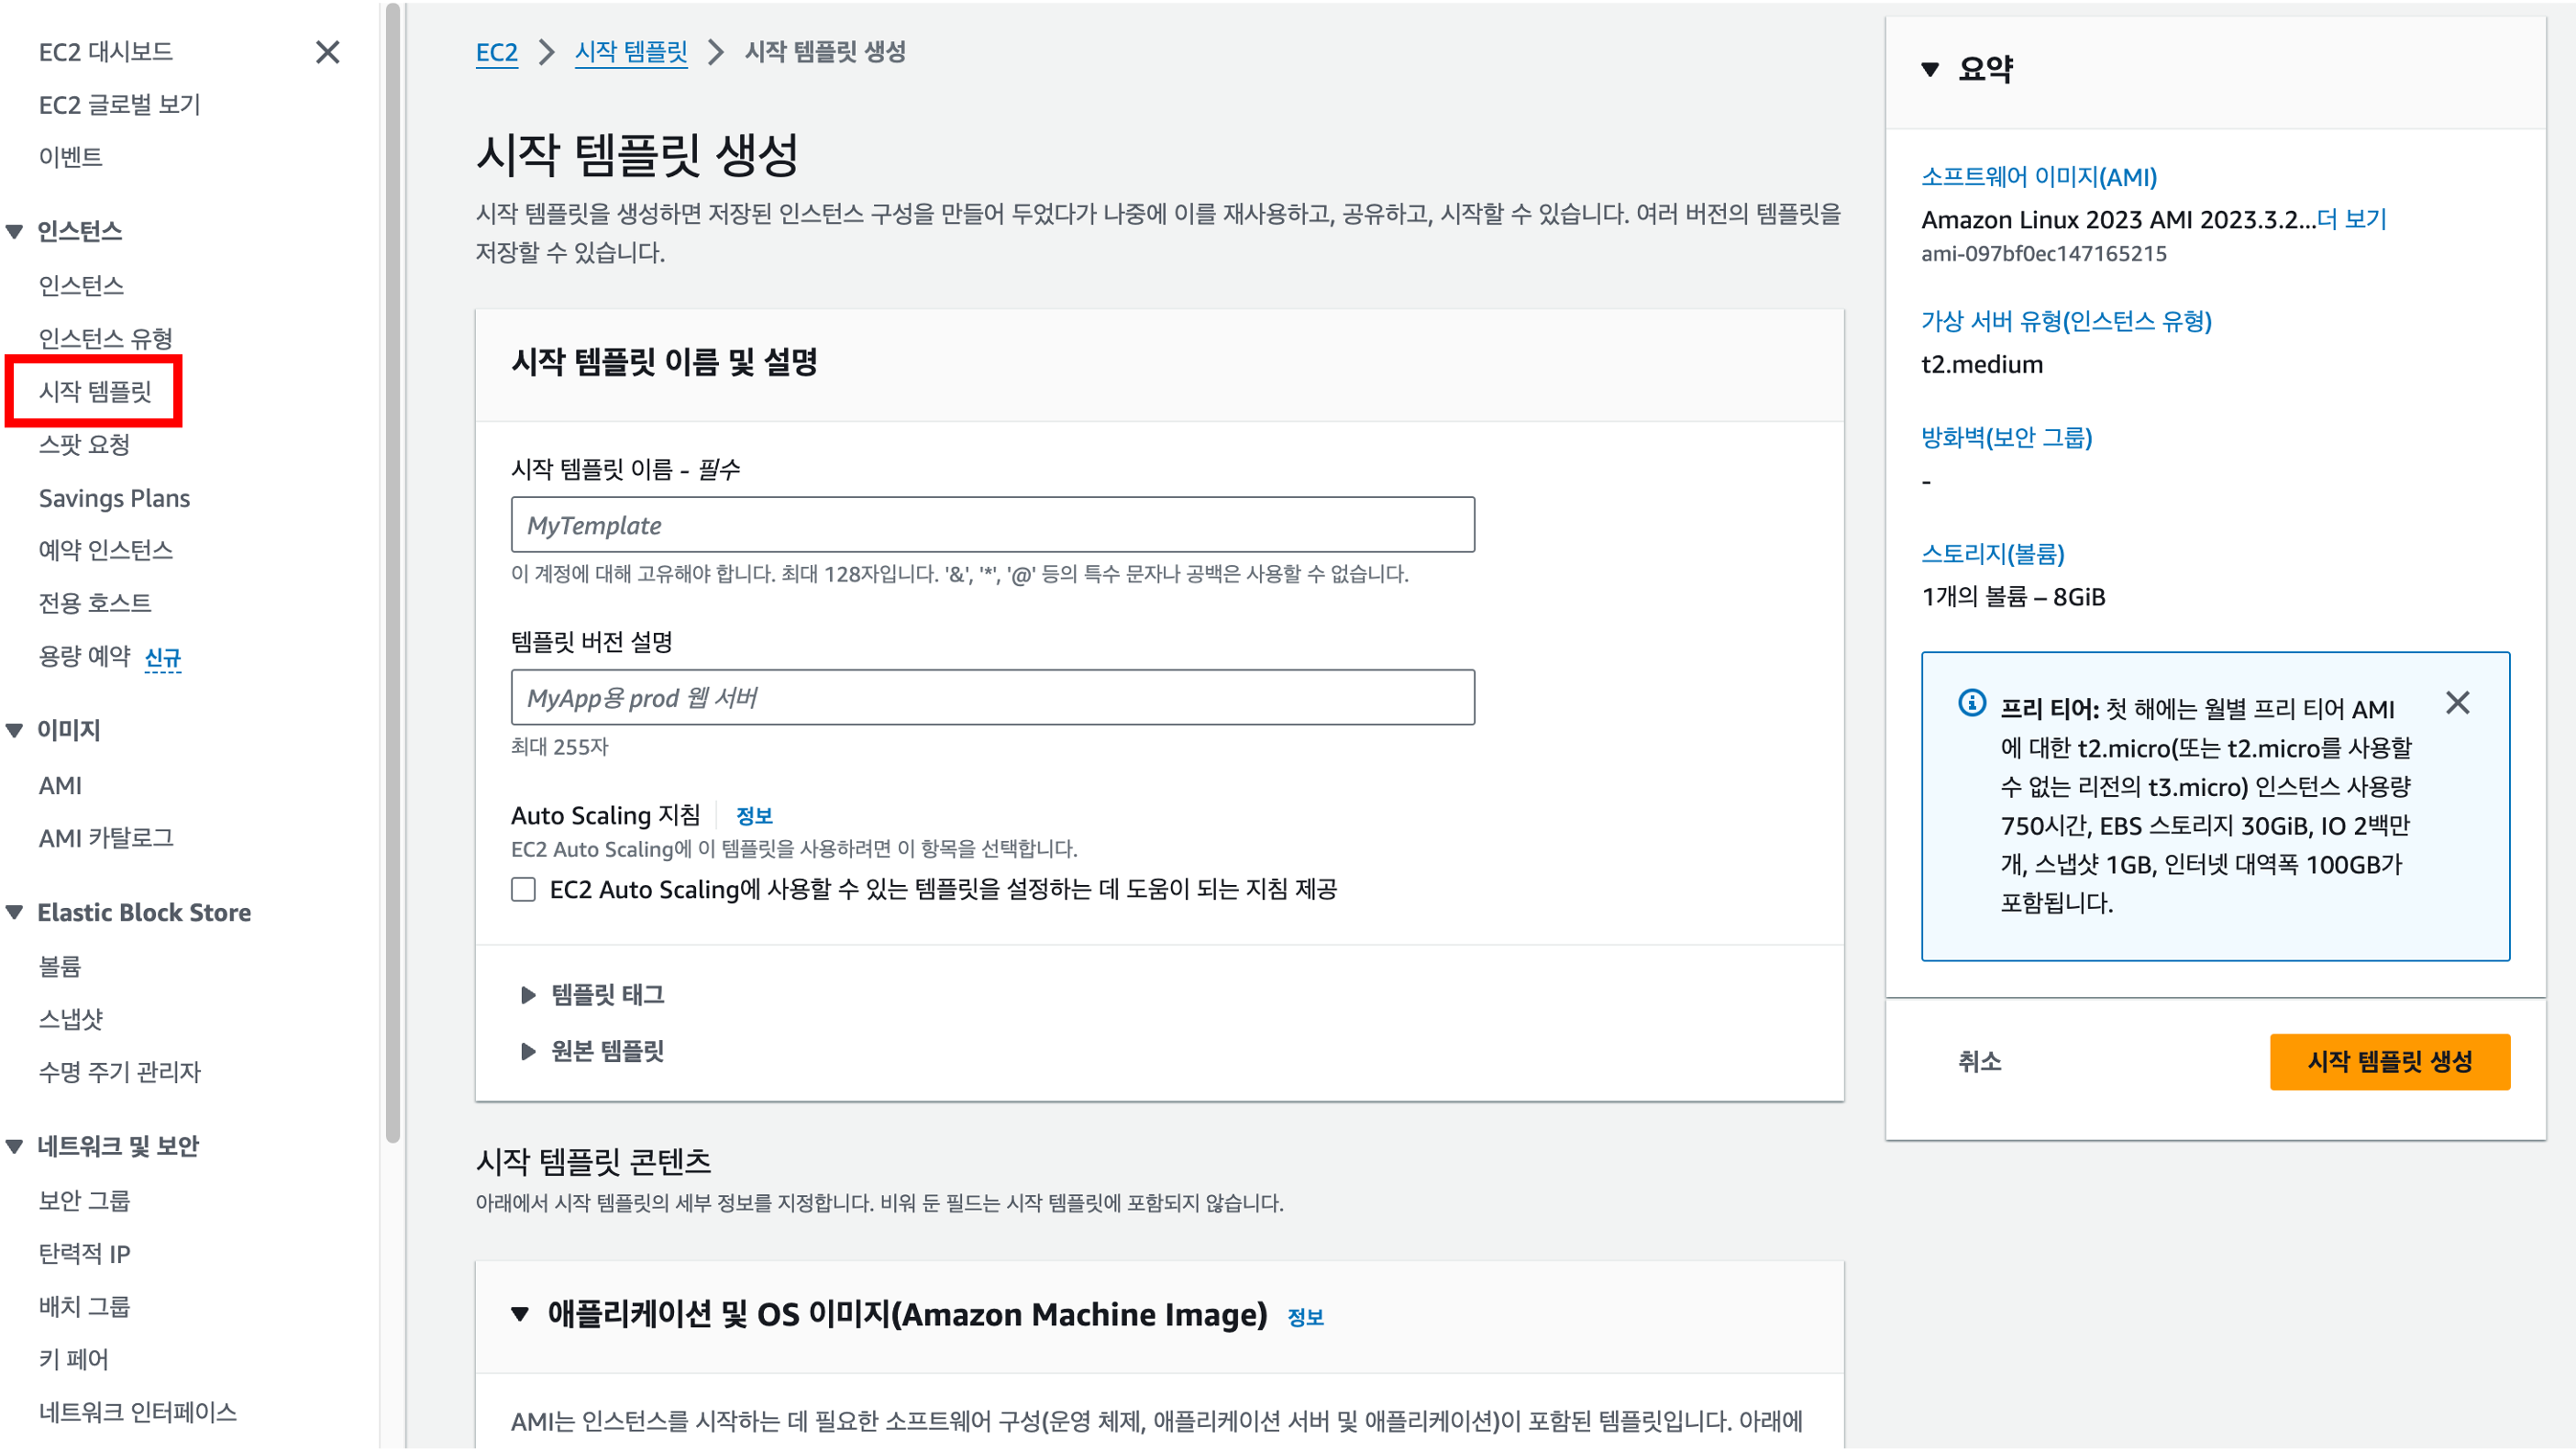 EC2 대시보드
EC2 글로벌 보기
이벤트
인스턴스
인스턴스
인스턴스 유형
시작 템플릿
스팟 요청
Savings Plans
예약 인스턴스
전용 호스트
용량 예약 신규
이미지
AMI
AMI 카탈로그
Elastic Block Store
볼륨
스냅샷
수명 주기 관리자
네트워크 및 보안
보안 그룹
탄력적 IP
배치 그룹
키 페어
네트워크 인터페이스
EC2 > 시작 템플릿 > 시작 템플릿 생성
시작 템플릿 생성
시작 템플릿을 생성하면 저장된 인스턴스 구성을 만들어 두었다가 나중에 이를 재사용하고, 공유하고, 시작할 수 있습니다. 여러 버전의 템플릿을
저장할 수 있습니다.
시작 템플릿 이름 및 설명
시작 템플릿 이름 - 필수
MyTemplate
이 계정에 대해 고유해야 합니다. 최대 128자입니다. '&', '*', '@' 등의 특수 문자나 공백은 사용할 수 없습니다.
템플릿 버전 설명
MyApp용 prod 웹 서버
최대 255자
Auto Scaling 지침 정보
EC2 Auto Scaling에 이 템플릿을 사용하려면 이 항목을 선택합니다.
EC2 Auto Scaling에 사용할 수 있는 템플릿을 설정하는 데 도움이 되는 지침 제공
템플릿 태그
원본 템플릿
시작 템플릿 콘텐츠
아래에서 시작 템플릿의 세부 정보를 지정합니다. 비워 둔 필드는 시작 템플릿에 포함되지 않습니다.
애플리케이션 및 OS 이미지(Amazon Machine Image) 정보
AMI는 인스턴스를 시작하는 데 필요한 소프트웨어 구성(운영 체제, 애플리케이션 서버 및 애플리케이션)이 포함된 템플릿입니다. 아래에
요약
소프트웨어 이미지(AMI)
Amazon Linux 2023 AMI 2023.3.2...더 보기
ami-097bf0ec147165215
가상 서버 유형(인스턴스 유형)
t2.medium
방화벽(보안 그룹)
-
스토리지(볼륨)
1개의 볼륨 – 8GiB
프리 티어: 첫 해에는 월별 프리 티어 AMI
에 대한 t2.micro(또는 t2.micro를 사용할
수 없는 리전의 t3.micro) 인스턴스 사용량
750시간, EBS 스토리지 30GiB, IO 2백만
개, 스냅샷 1GB, 인터넷 대역폭 100GB가
포함됩니다.
취소
시작 템플릿 생성